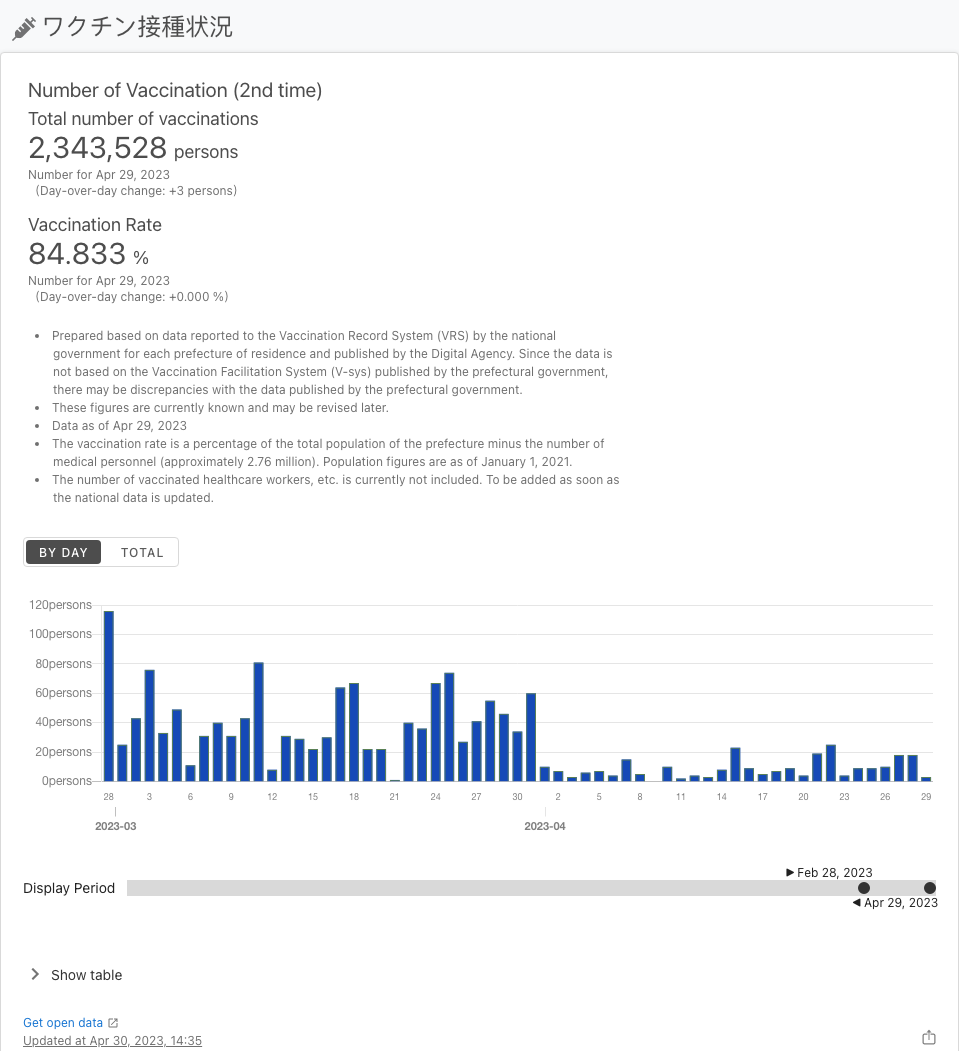 ワクチン接種状況
Number of Vaccination (2nd time)
Total number of vaccinations
2,343,528 persons
Number for Apr 29, 2023
(Day-over-day change: +3 persons)
Vaccination Rate
84.833 %
Number for Apr 29, 2023
(Day-over-day change: +0.000 %)
• Prepared based on data reported to the Vaccination Record System (VRS) by the national
government for each prefecture of residence and published by the Digital Agency. Since the data is
not based on the Vaccination Facilitation System (V-sys) published by the prefectural government,
there may be discrepancies with the data published by the prefectural government.
• These figures are currently known and may be revised later.
• Data as of Apr 29, 2023
• The vaccination rate is a percentage of the total population of the prefecture minus the number of
medical personnel (approximately 2.76 million). Population figures are as of January 1, 2021.
• The number of vaccinated healthcare workers, etc. is currently not included. To be added as soon as
the national data is updated.
BY DAY TOTAL
120persons
100persons
80persons
60persons
40persons
20persons
0persons
28 3 6 9 12 15 18 21 24 27 30 2 5 8 11 14 17 20 23 26 29
2023-03 2023-04
Feb 28, 2023
Display Period
Apr 29, 2023
Show table
Get open data
Updated at Apr 30, 2023, 14:35